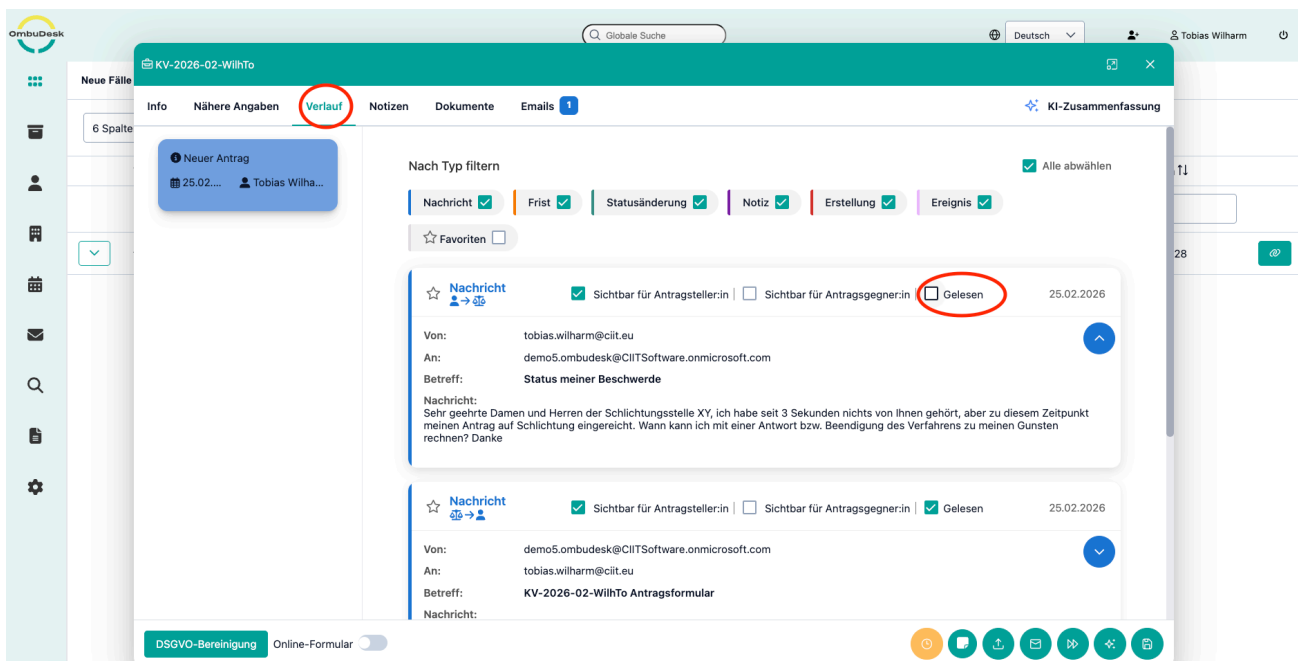 OmbuDesk
Globale Suche
Deutsch
Tobias Wilharm
Neue Fälle
KV-2026-02-WilhTo
Info Nähere Angaben Verlauf Notizen Dokumente Emails 1 KI-Zusammenfassung
6 Spalte
Neuer Antrag
25.02.... Tobias Wilha...
Nach Typ filtern Alle abwählen
Nachricht Frist Statusänderung Notiz Erstellung Ereignis
Favoriten
28
Nachricht Sichtbar für Antragsteller:in | Sichtbar für Antragsgegner:in | Gelesen 25.02.2026
Von: tobias.wilharm@ciit.eu
An: demo5.ombudesk@CIITSoftware.onmicrosoft.com
Betreff: Status meiner Beschwerde
Nachricht:
Sehr geehrte Damen und Herren der Schlichtungsstelle XY, ich habe seit 3 Sekunden nichts von Ihnen gehört, aber zu diesem Zeitpunkt
meinen Antrag auf Schlichtung eingereicht. Wann kann ich mit einer Antwort bzw. Beendigung des Verfahrens zu meinen Gunsten
rechnen? Danke
Nachricht Sichtbar für Antragsteller:in | Sichtbar für Antragsgegner:in | Gelesen 25.02.2026
Von: demo5.ombudesk@CIITSoftware.onmicrosoft.com
An: tobias.wilharm@ciit.eu
Betreff: KV-2026-02-WilhTo Antragsformular
Nachricht:
DSGVO-Bereinigung Online-Formular